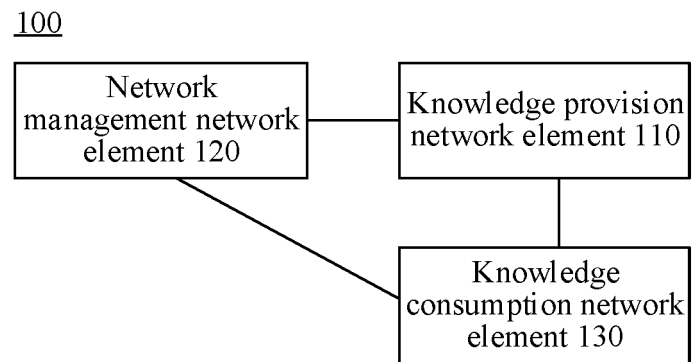 100
Network
management network
element 120
Knowledge provision
network element 110
Knowledge
consumption network
element 130